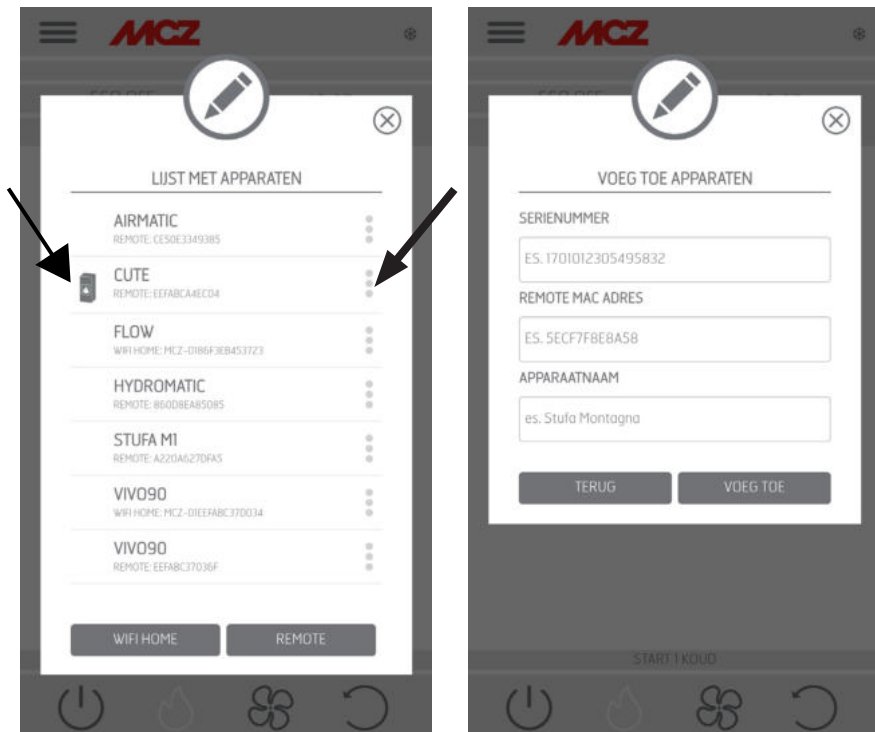 MCZ
LIJST MET APPARATEN
AIRMATIC
REMOTE: CE50E3349385
CUTE
REMOTE: EEFABCA4EC04
FLOW
WIFI HOME: MCZ-0186F3EB453723
HYDROMATIC
REMOTE: 860D8EA85085
STUFA M1
REMOTE: A220A627DFA5
VIVO90
WIFI HOME: MCZ-01EEFABC37D034
VIVO90
REMOTE: EEFABC37036F
WIFI HOME
REMOTE
MCZ
VOEG TOE APPARATEN
SERIENUMMER
ES. 1701012305495832
REMOTE MAC ADRES
ES. 5ECF7F8E8A58
APPARAATNAAM
es. Stufa Montagna
TERUG
VOEG TOE
START 1 KOUD